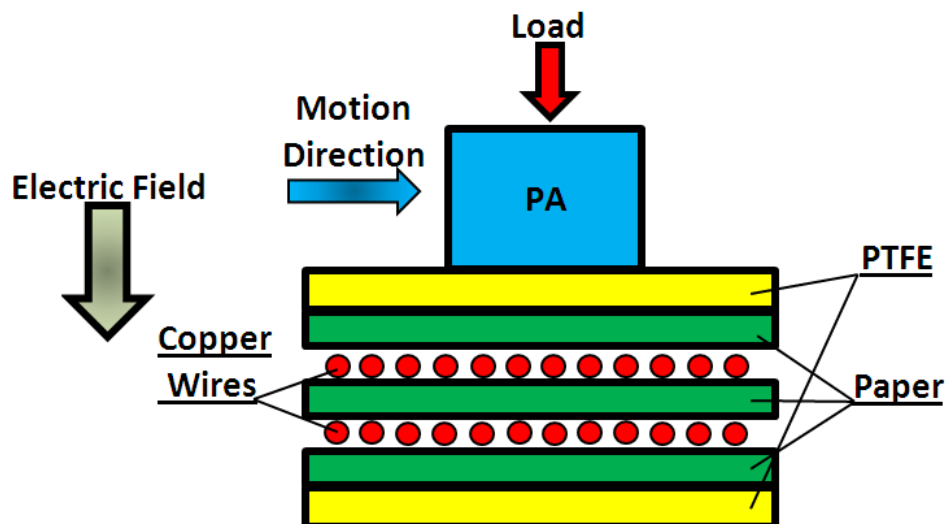 Load
Motion
Direction
PA
Electric Field
PTFE
Copper
Wires
Paper